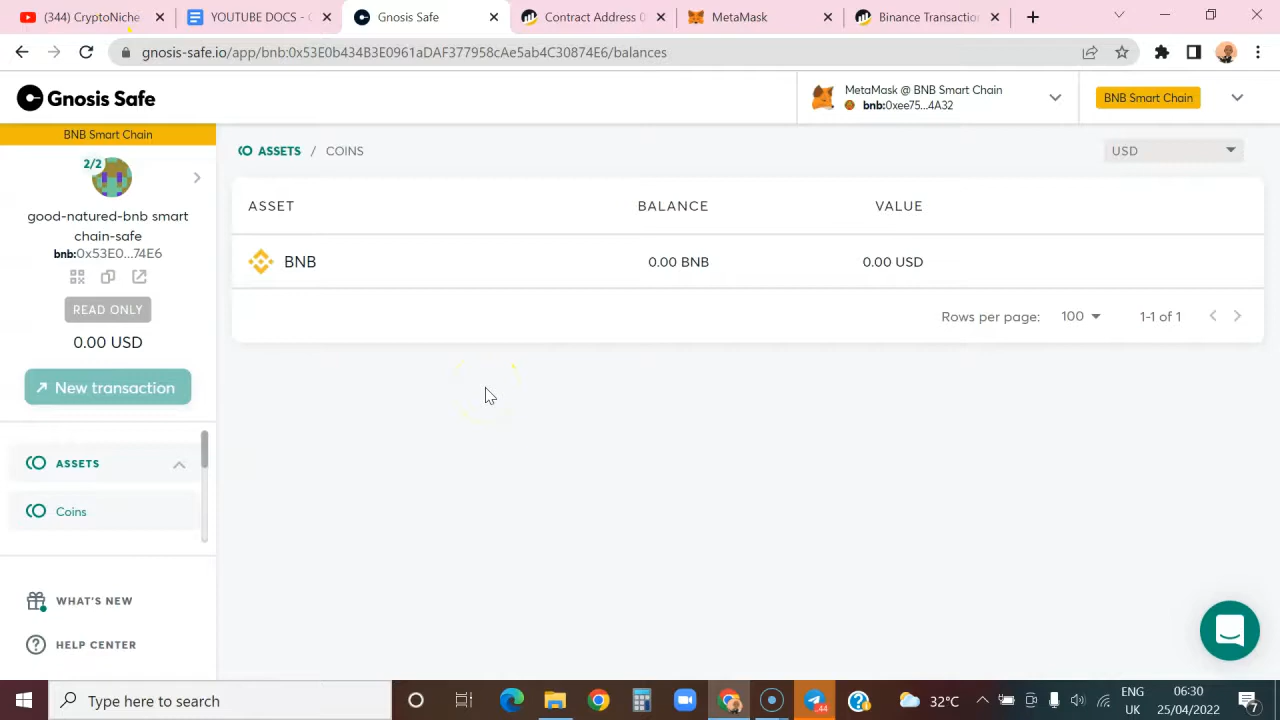 (344) CryptoNiche
YOUTUBE DOCS -
Gnosis Safe
Contract Address
MetaMask
Binance Transactio
gnosis-safe.io/app/bnb:0x53E0b434B3E0961aDAF377958cAe5ab4C30874E6/balances
Gnosis Safe
MetaMask @ BNB Smart Chain
bnb:0xee75...4A32
BNB Smart Chain
BNB Smart Chain
2/2
good-natured-bnb smart
chain-safe
bnb:0x53E0...74E6
READ ONLY
0.00 USD
New transaction
ASSETS
Coins
WHAT'S NEW
HELP CENTER
ASSETS / COINS
USD
ASSET BALANCE VALUE
BNB 0.00 BNB 0.00 USD
Rows per page: 100 1-1 of 1
Type here to search
44
32°C
ENG
UK
06:30
25/04/2022
7